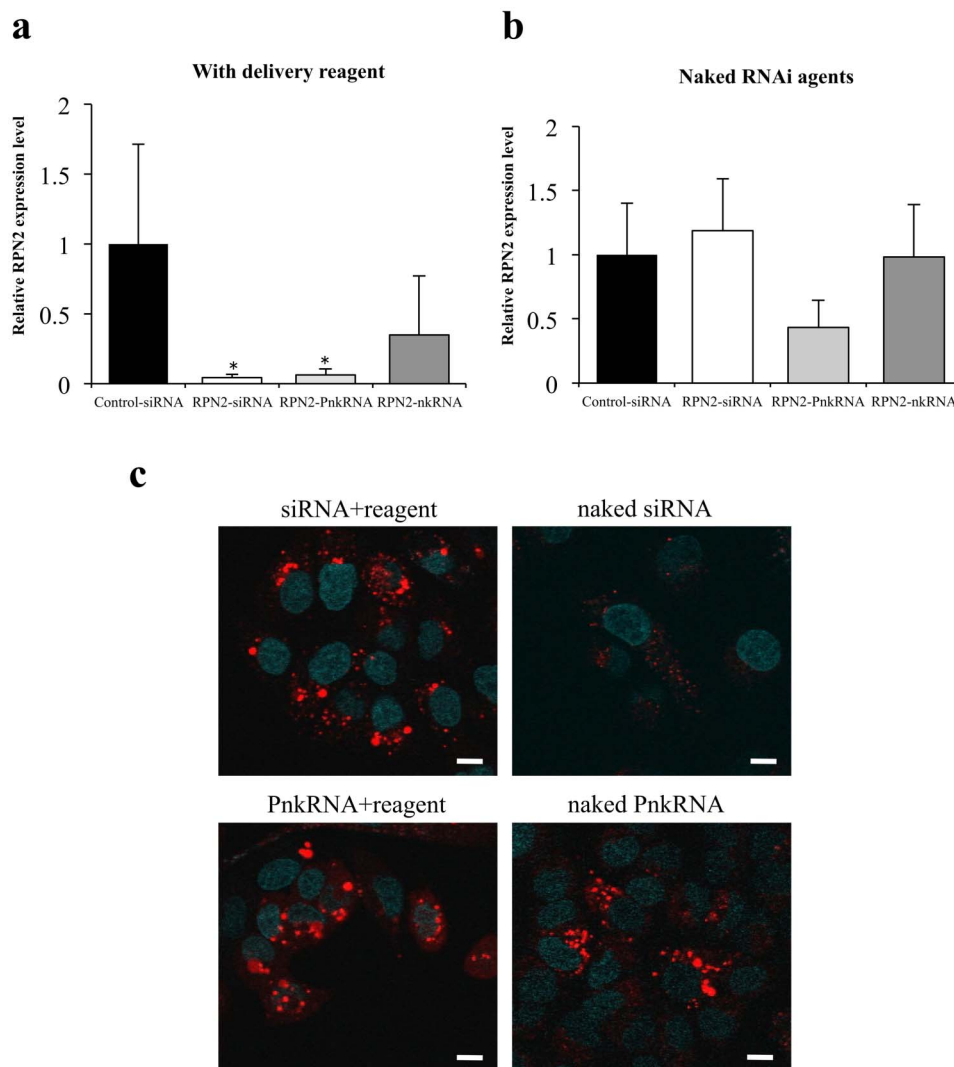 a
With delivery reagent
Relative RPN2 expression level
2
1.5
1
0.5
0
*
*
Control-siRNA RPN2-siRNA RPN2-PnkRNA RPN2-nkRNA
b
Naked RNAi agents
Relative RPN2 expression level
2
1.5
1
0.5
0
Control-siRNA RPN2-siRNA RPN2-PnkRNA RPN2-nkRNA
c
siRNA+reagent
naked siRNA
PnkRNA+reagent
naked PnkRNA